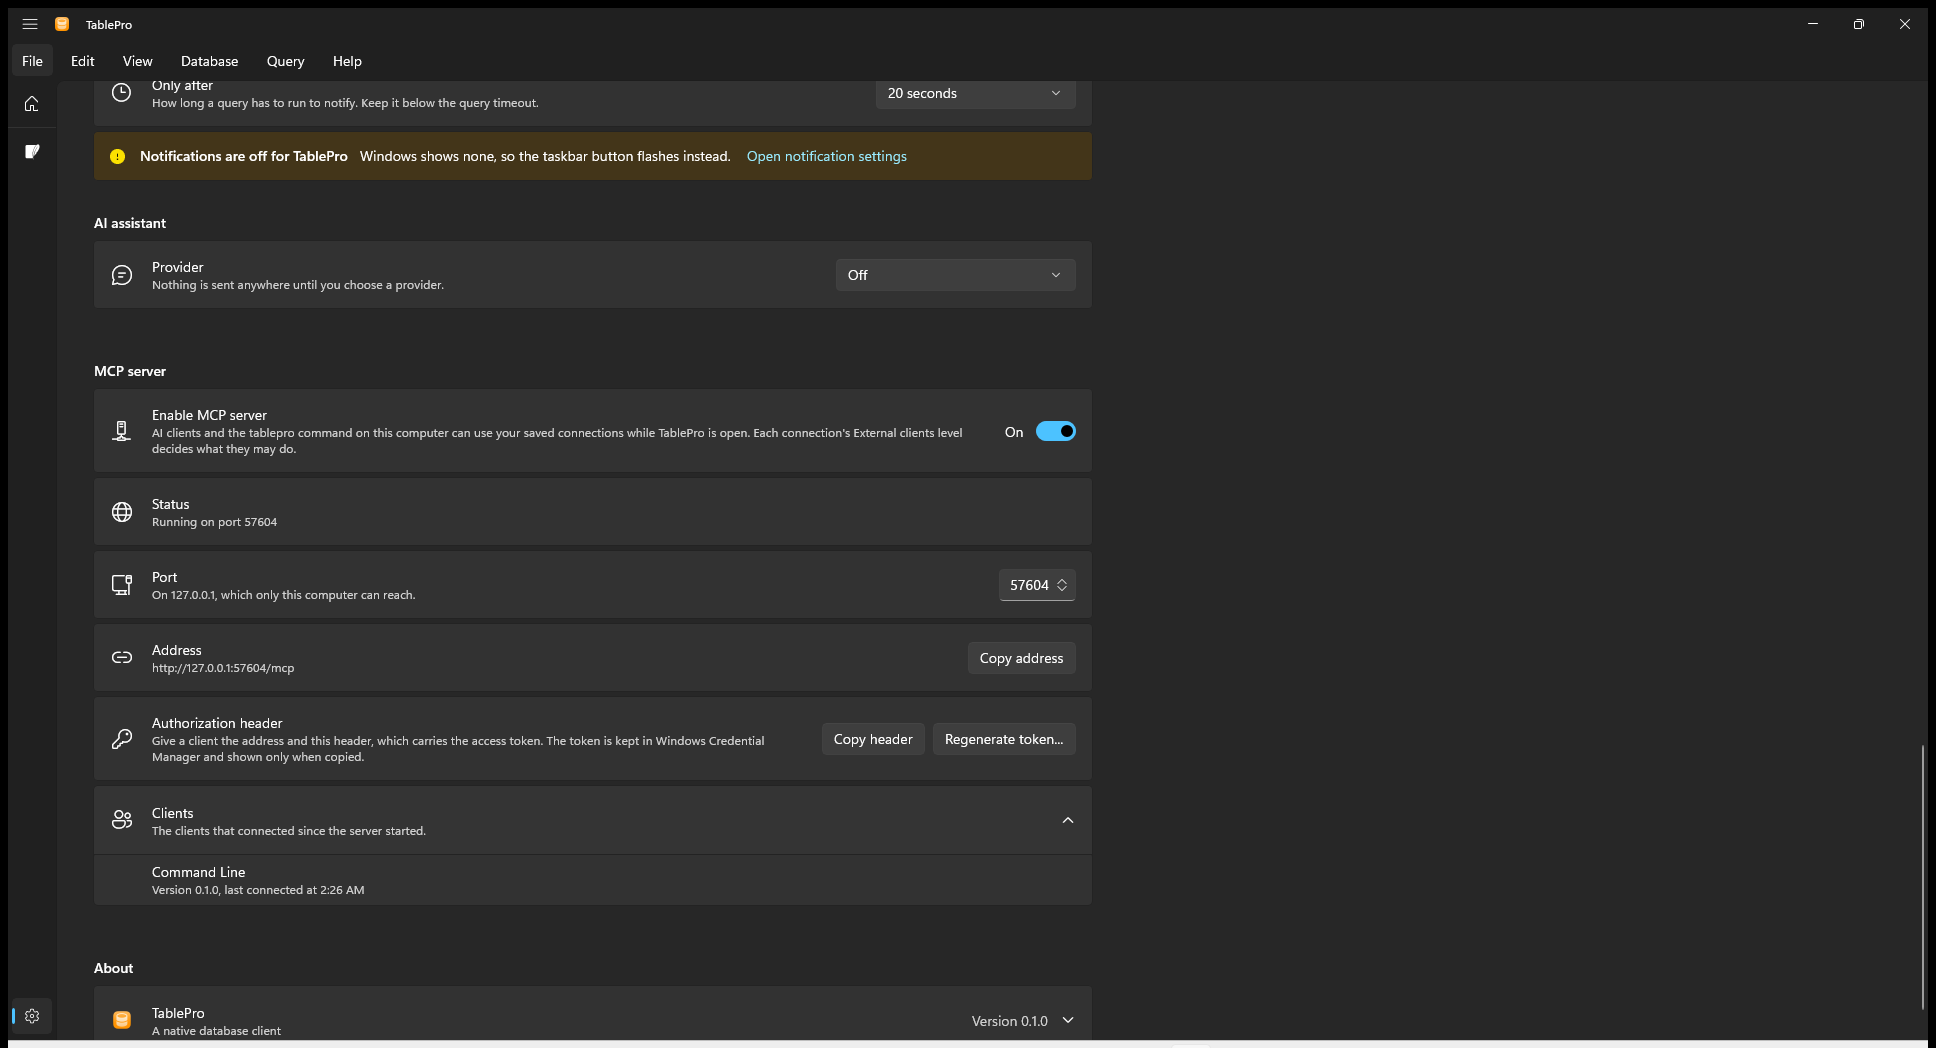 TablePro
File Edit View Database Query Help
Only after
How long a query has to run to notify. Keep it below the query timeout.
20 seconds
Notifications are off for TablePro Windows shows none, so the taskbar button flashes instead. Open notification settings
AI assistant
Provider
Nothing is sent anywhere until you choose a provider.
Off
MCP server
Enable MCP server
AI clients and the tablepro command on this computer can use your saved connections while TablePro is open. Each connection's External clients level
decides what they may do.
On
Status
Running on port 57604
Port
On 127.0.0.1, which only this computer can reach.
57604
Address
http://127.0.0.1:57604/mcp
Copy address
Authorization header
Give a client the address and this header, which carries the access token. The token is kept in Windows Credential
Manager and shown only when copied.
Copy header
Regenerate token...
Clients
The clients that connected since the server started.
Command Line
Version 0.1.0, last connected at 2:26 AM
About
TablePro
A native database client
Version 0.1.0